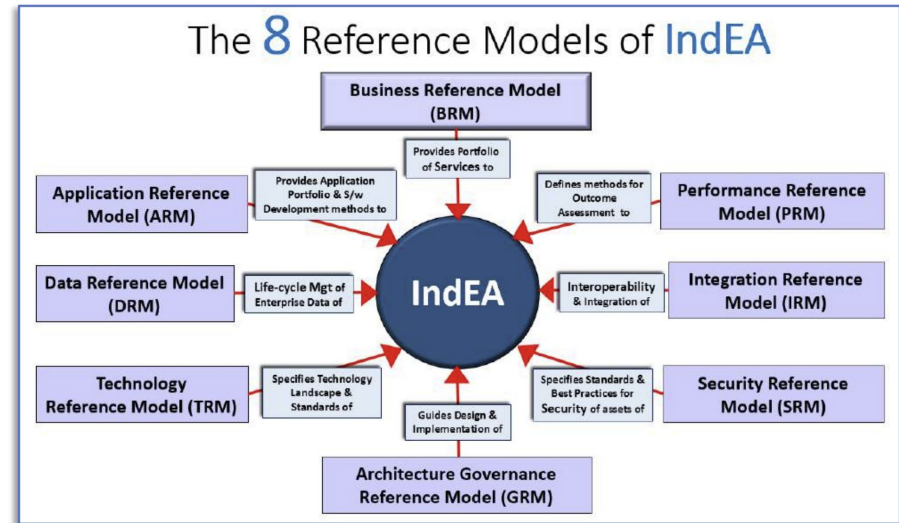 The 8 Reference Models of IndEA
Business Reference Model
(BRM)
Provides Portfolio
of Services to
Application Reference
Model (ARM)
Provides Application
Portfolio & S/w
Development methods to
Defines methods for
Outcome
Assessment to
Performance Reference
Model (PRM)
Data Reference Model
(DRM)
Life-cycle Mgt of
Enterprise Data of
IndEA
Interoperability
& Integration of
Integration Reference
Model (IRM)
Technology
Reference Model (TRM)
Specifies Technology
Landscape &
Standards of
Guides Design &
Implementation of
Specifies Standards &
Best Practices for
Security of assets of
Security Reference
Model (SRM)
Architecture Governance
Reference Model (GRM)